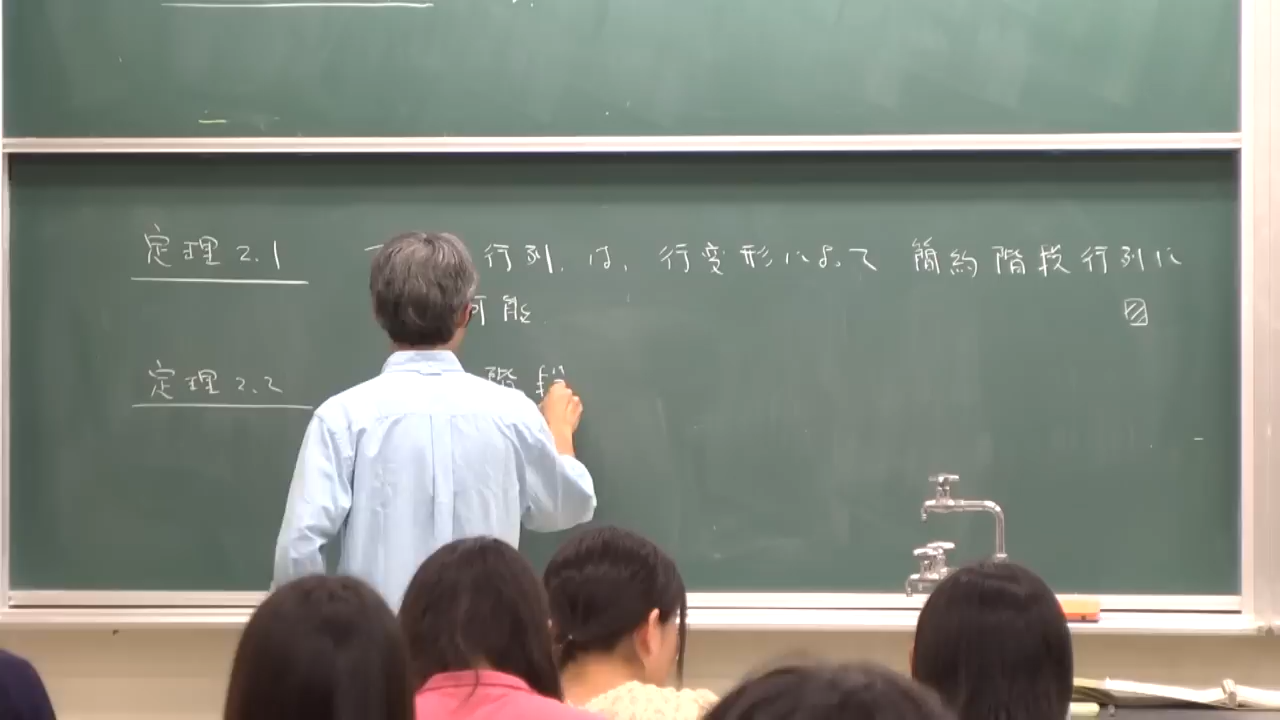 定理2.1 一 行列は、行変形によって 簡約階段行列に
可能
定理2.2 階段